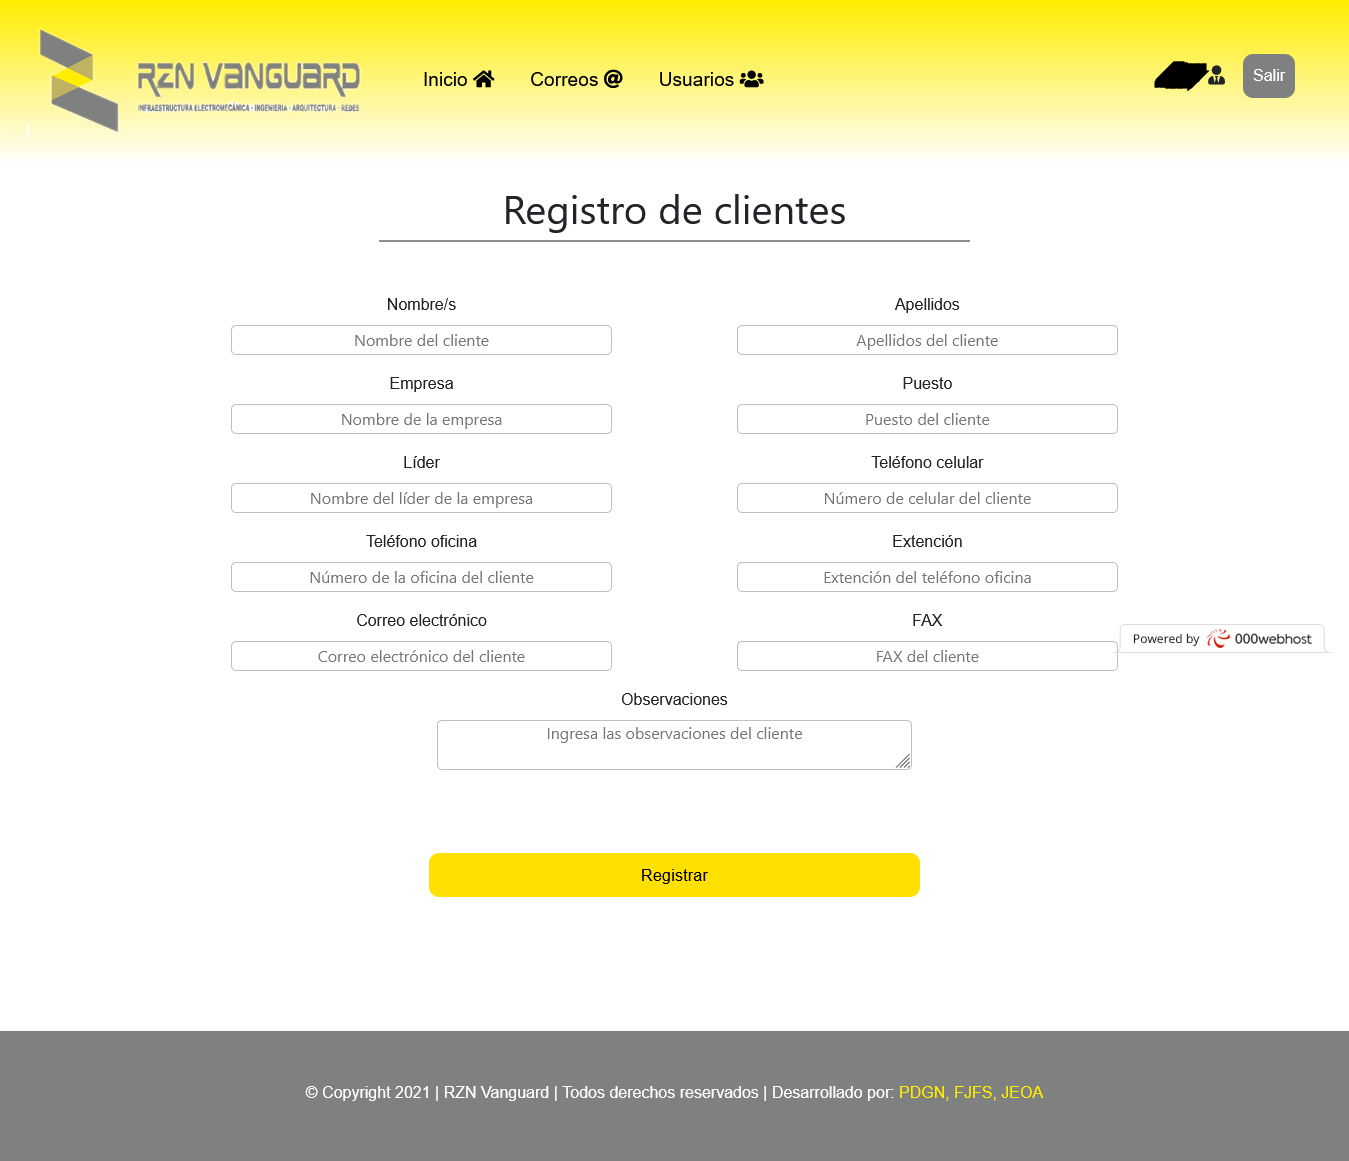 RZN VANGUARD
INFRAESTRUCTURA ELECTROMECÁNICA · INGENIERÍA · ARQUITECTURA · REDES
Inicio
Correos @
Usuarios
Salir
Registro de clientes
Nombre/s
Apellidos
Nombre del cliente
Apellidos del cliente
Empresa
Puesto
Nombre de la empresa
Puesto del cliente
Líder
Teléfono celular
Nombre del líder de la empresa
Número de celular del cliente
Teléfono oficina
Extención
Número de la oficina del cliente
Extención del teléfono oficina
Correo electrónico
FAX
Correo electrónico del cliente
FAX del cliente
Powered by 000webhost
Observaciones
Ingresa las observaciones del cliente
Registrar
© Copyright 2021 | RZN Vanguard | Todos derechos reservados | Desarrollado por: PDGN, FJFS, JEOA